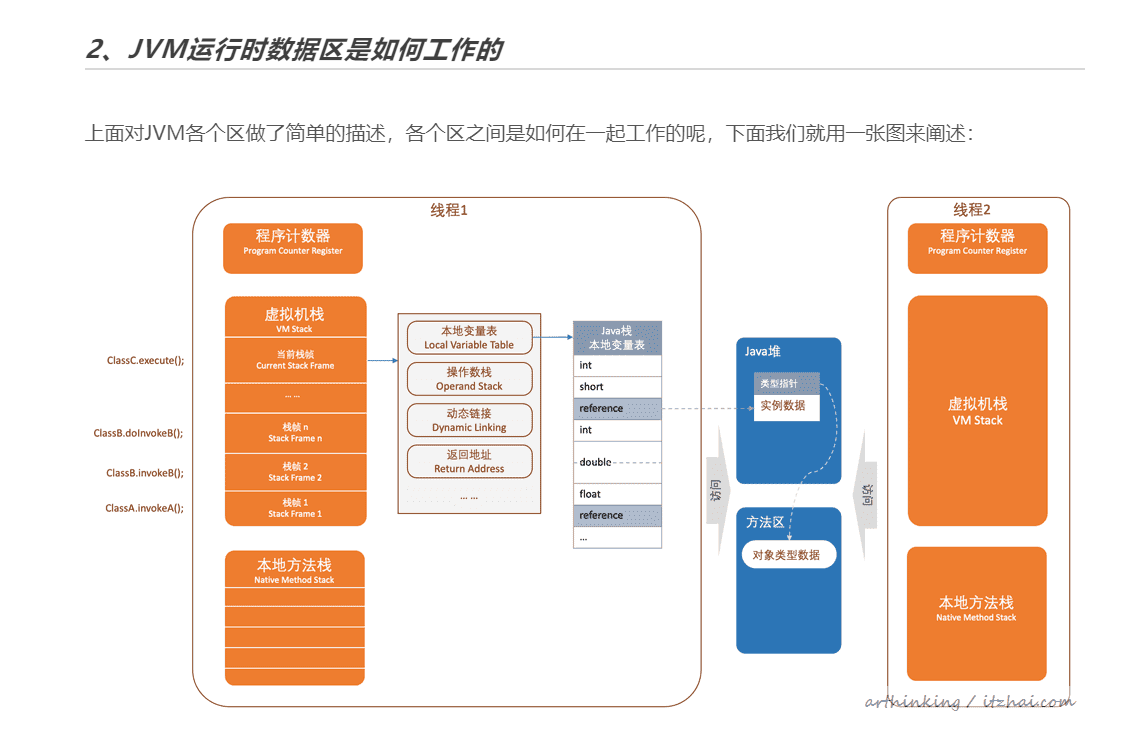 2、JVM运行时数据区是如何工作的
上面对JVM各个区做了简单的描述，各个区之间是如何在一起工作的呢，下面我们就用一张图来阐述：
线程1
程序计数器
Program Counter Register
虚拟机栈
VM Stack
当前栈帧
Current Stack Frame
... ...
栈帧 n
Stack Frame n
栈帧 2
Stack Frame 2
栈帧 1
Stack Frame 1
ClassC.execute();
ClassB.doInvokeB();
ClassB.invokeB();
ClassA.invokeA();
本地方法栈
Native Method Stack
本地变量表
Local Variable Table
操作数栈
Operand Stack
动态链接
Dynamic Linking
返回地址
Return Address
... ...
Java栈
本地变量表
int
short
reference
int
double
float
reference
...
访问
Java堆
类型指针
实例数据
方法区
对象类型数据
访问
线程2
程序计数器
Program Counter Register
虚拟机栈
VM Stack
本地方法栈
Native Method Stack
arthinking / itzhai.com